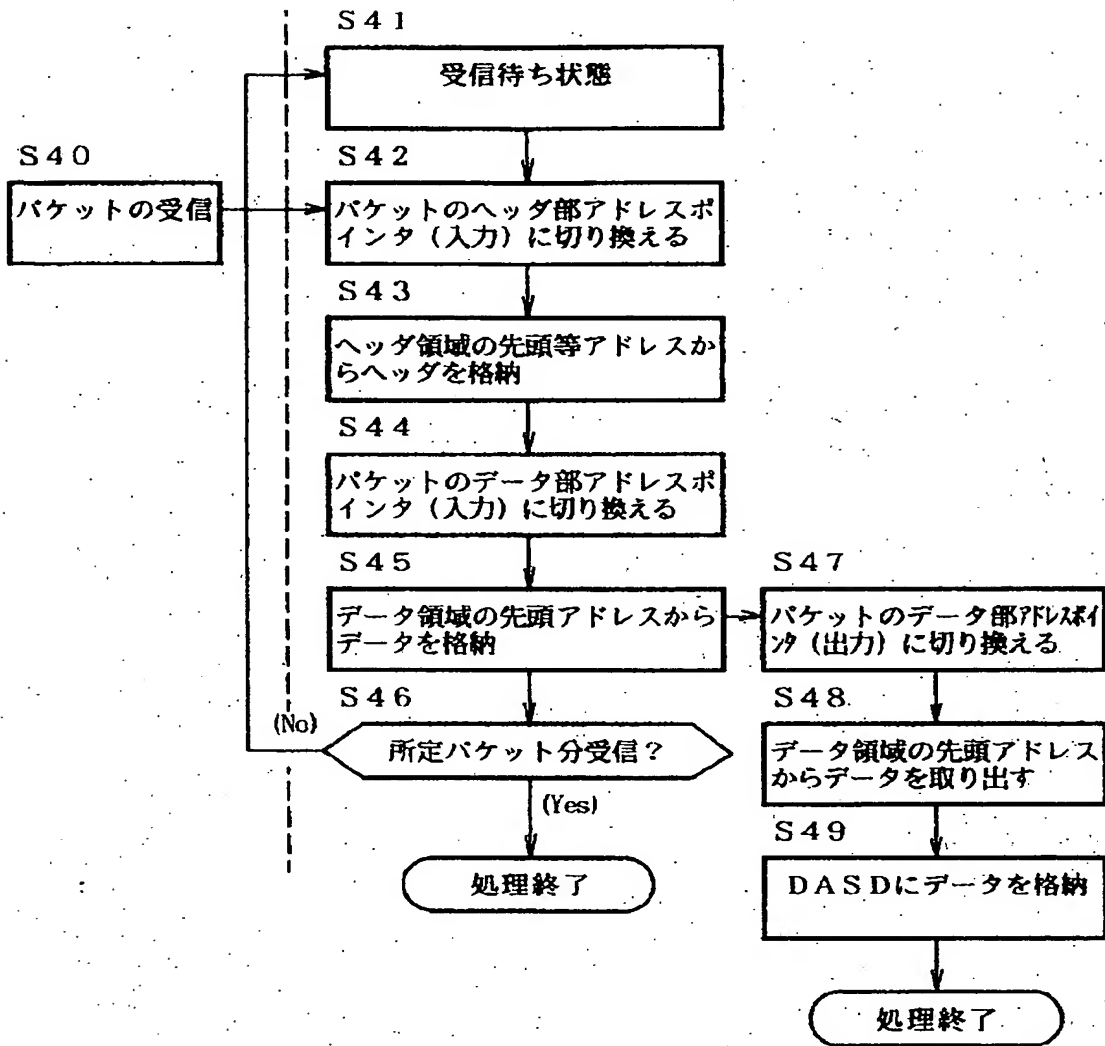 S41
受信待ち状態
S40
パケットの受信
S42
パケットのヘッダ部アドレスポ
インタ（入力）に切り換える
S43
ヘッダ領域の先頭等アドレスか
らヘッダを格納
S44
パケットのデータ部アドレスポ
インタ（入力）に切り換える
S45
データ領域の先頭アドレスから
データを格納
S46
(No)
所定パケット分受信？
(Yes)
処理終了
S47
パケットのデータ部アドレスポイ
ンタ（出力）に切り換える
S48
データ領域の先頭アドレス
からデータを取り出す
S49
DASDにデータを格納
処理終了